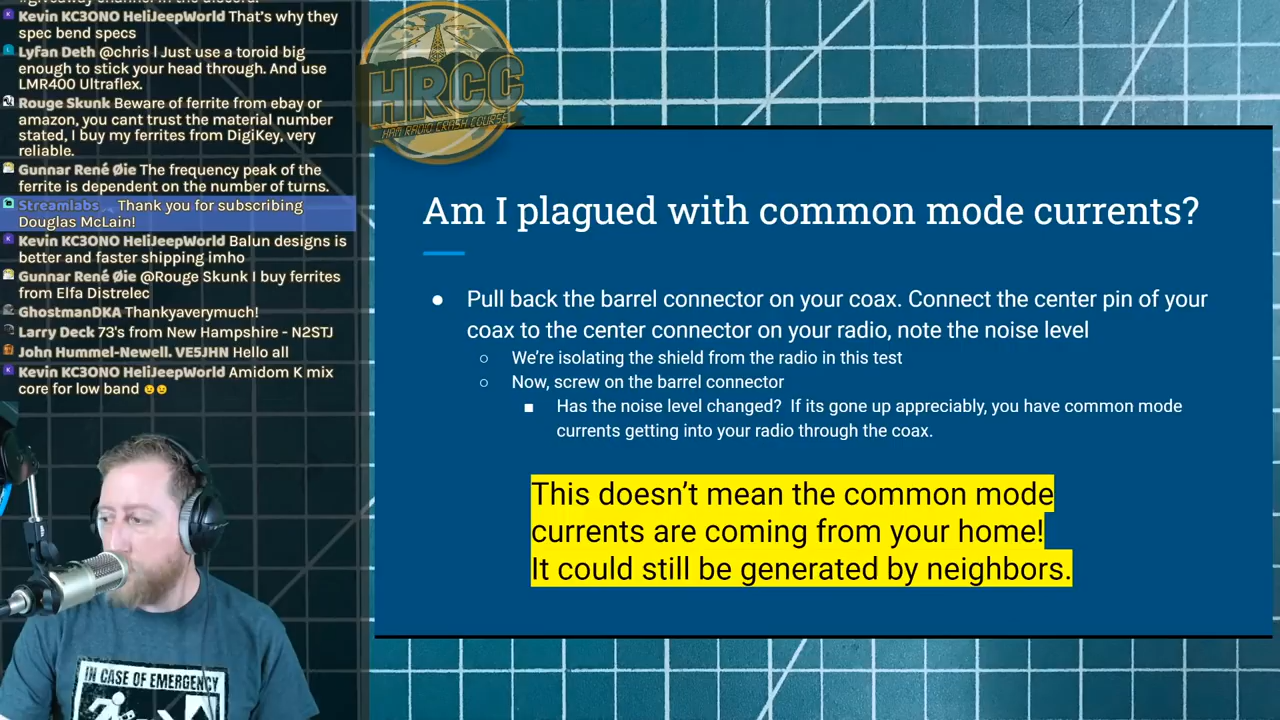 #giveaway channel in the discord.
Kevin KC3ONO HeliJeepWorld That's why they
spec bend specs
Lyfan Deth @chris l Just use a toroid big
enough to stick your head through. And use
LMR400 Ultraflex.
Rouge Skunk Beware of ferrite from ebay or
amazon, you cant trust the material number
stated, I buy my ferrites from DigiKey, very
reliable.
Gunnar René Øie The frequency peak of the
ferrite is dependent on the number of turns.
Streamlabs Thank you for subscribing
Douglas McLain!
Kevin KC3ONO HeliJeepWorld Balun designs is
better and faster shipping imho
Gunnar René Øie @Rouge Skunk I buy ferrites
from Elfa Distrelec
GhostmanDKA Thankyaverymuch!
Larry Deck 73's from New Hampshire - N2STJ
John Hummel-Newell. VE5JHN Hello all
Kevin KC3ONO HeliJeepWorld Amidom K mix
core for low band
HRCC
HAM RADIO CRASH COURSE
Am I plagued with common mode currents?
● Pull back the barrel connector on your coax. Connect the center pin of your
coax to the center connector on your radio, note the noise level
○ We're isolating the shield from the radio in this test
○ Now, screw on the barrel connector
■ Has the noise level changed? If its gone up appreciably, you have common mode
currents getting into your radio through the coax.
This doesn't mean the common mode
currents are coming from your home!
It could still be generated by neighbors.
IN CASE OF EMERGENCY